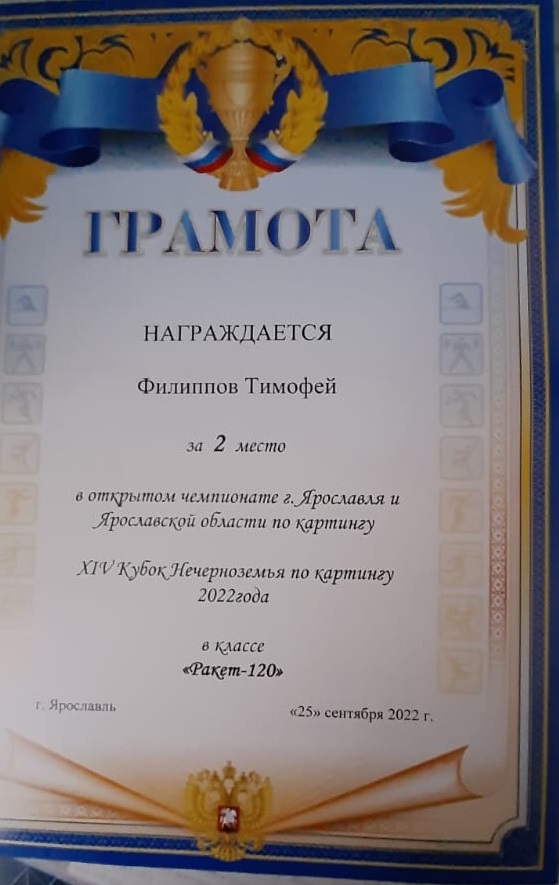 ГРАМОТА
НАГРАЖДАЕТСЯ
Филиппов Тимофей
за 2 место
в открытом чемпионате г. Ярославля и
Ярославской области по картингу
XIV Кубок Нечерноземья по картингу
2022года
в классе
«Ракет-120»
г. Ярославль
«25» сентября 2022 г.